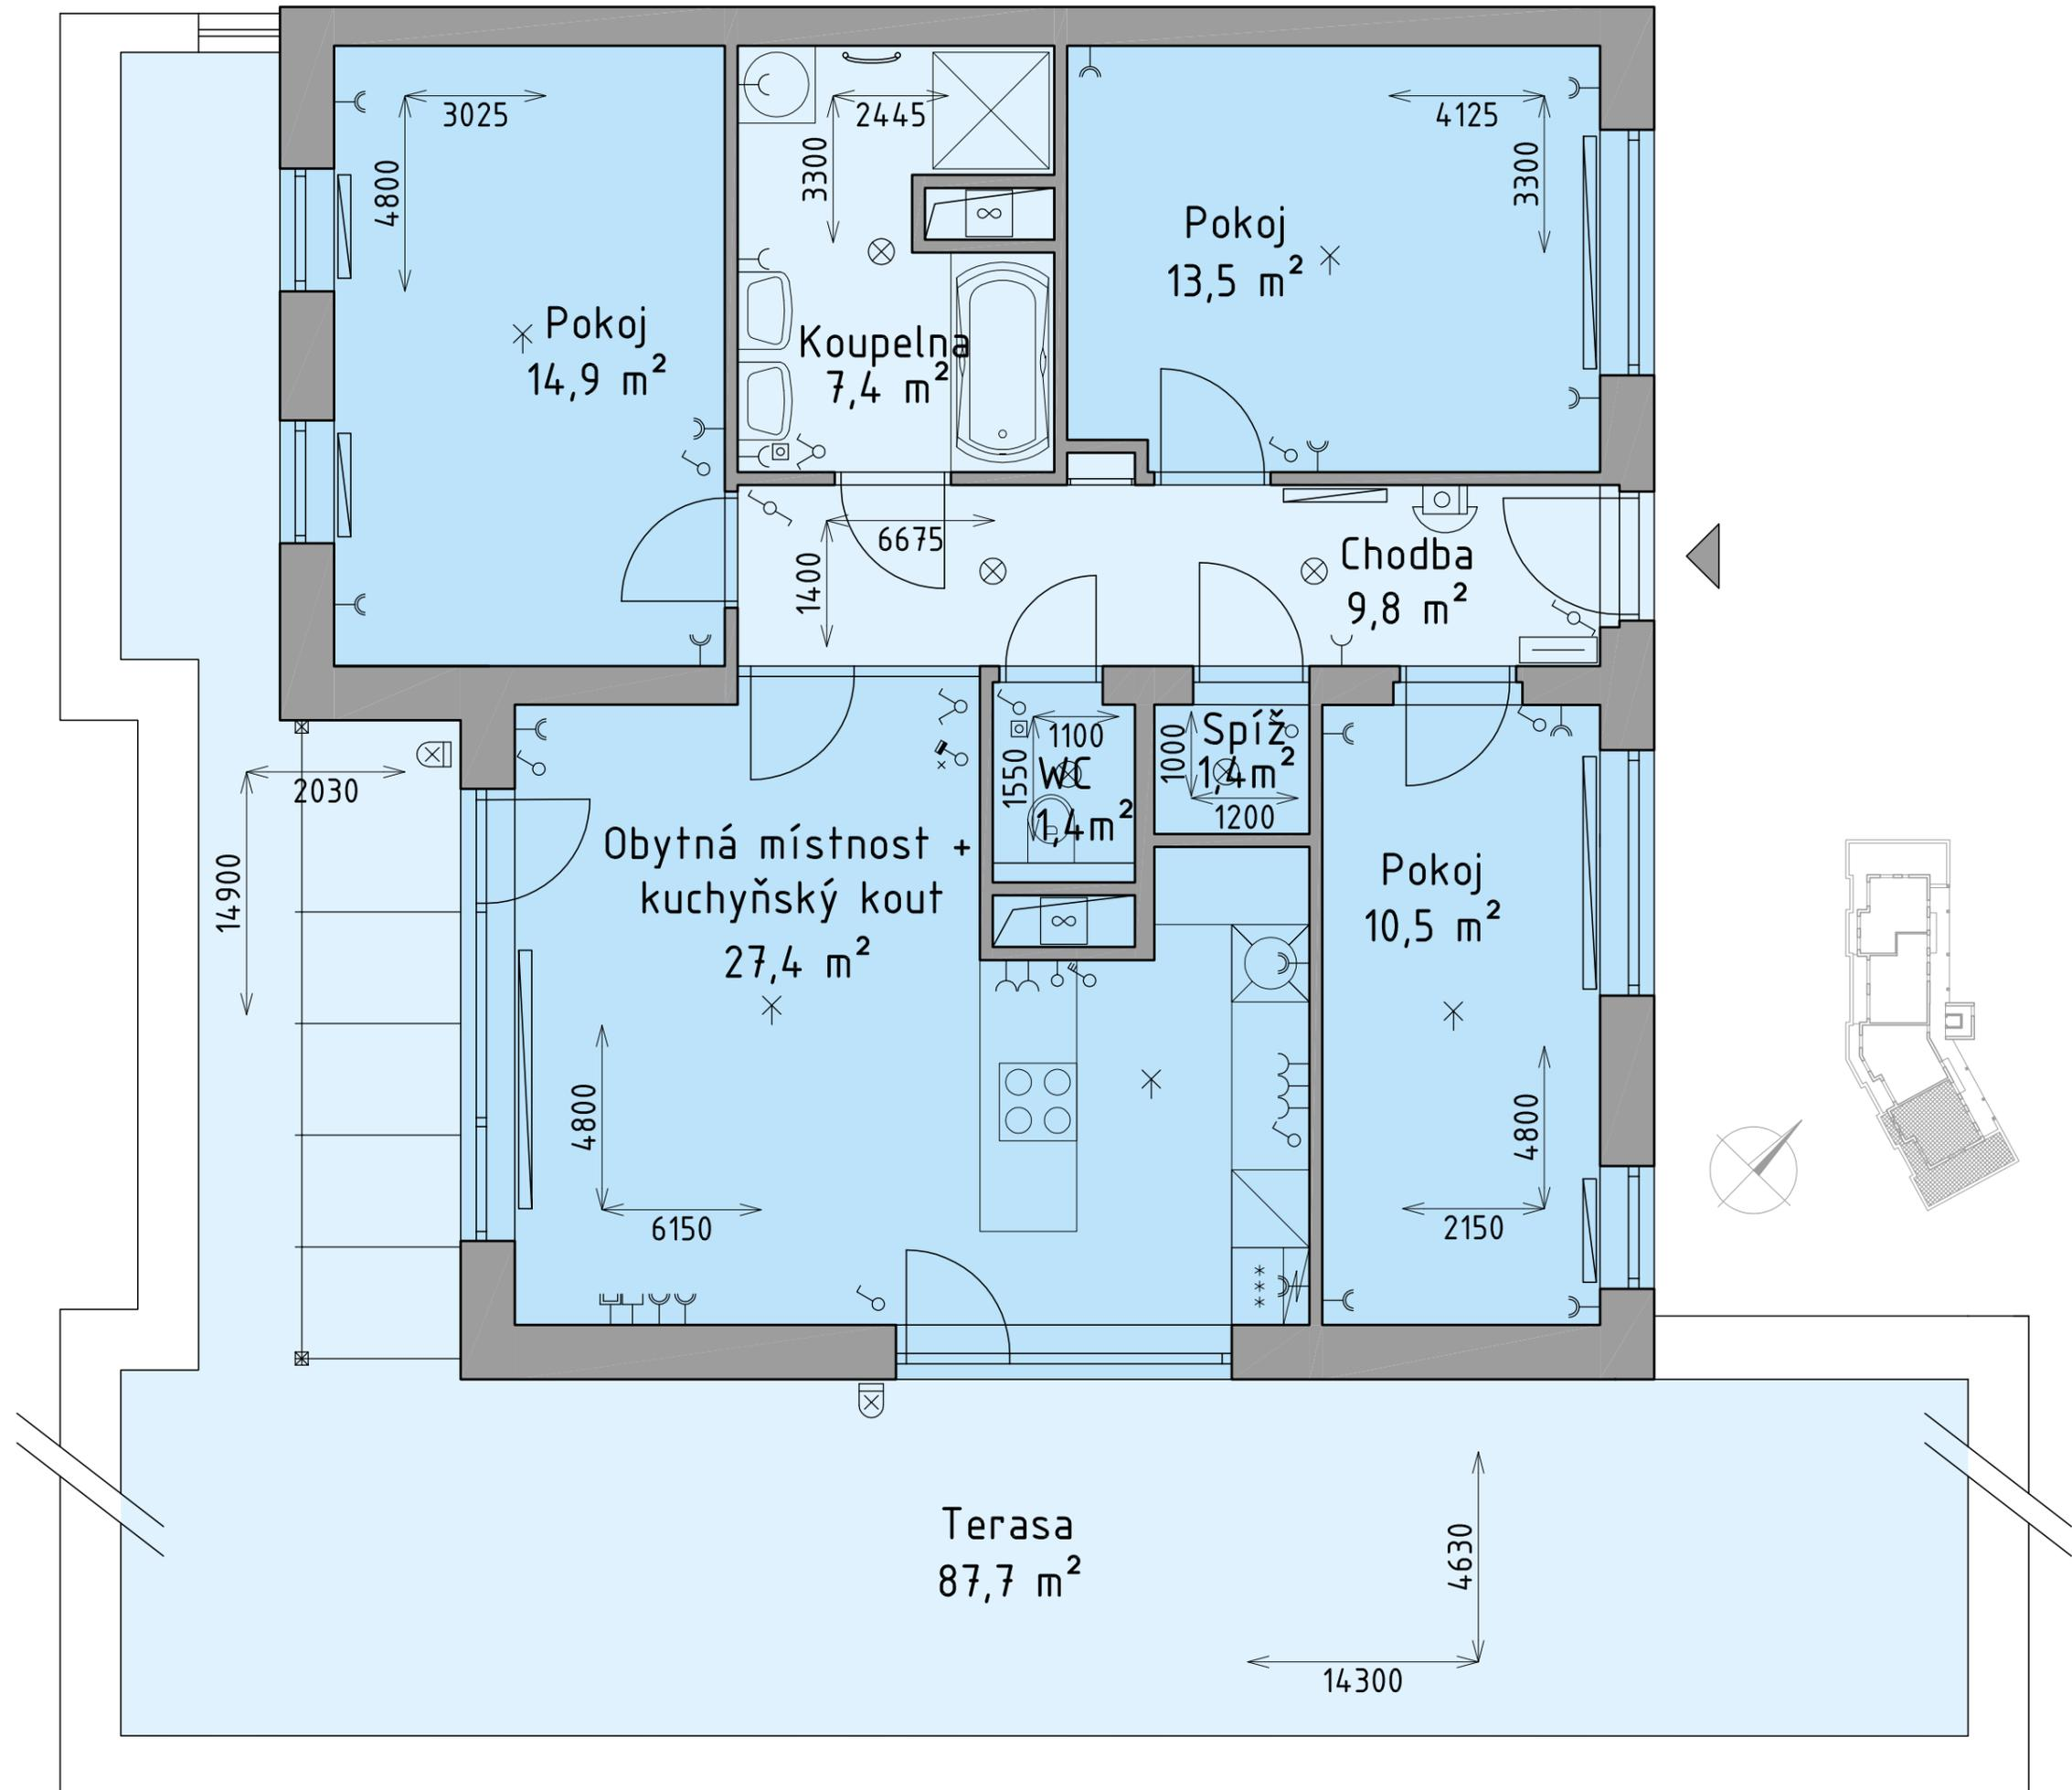 3025
4800
Pokoj
14,9 m²
2445
3300
Koupelna
7,4 m²
4125
3300
Pokoj
13,5 m²
6675
1400
Chodba
9,8 m²
2030
14900
Obytná místnost +
kuchyňský kout
27,4 m²
4800
6150
1100
1550
WC
1,4m²
1000
Spíž
1,4m²
1200
Pokoj
10,5 m²
4800
2150
Terasa
87,7 m²
4630
14300